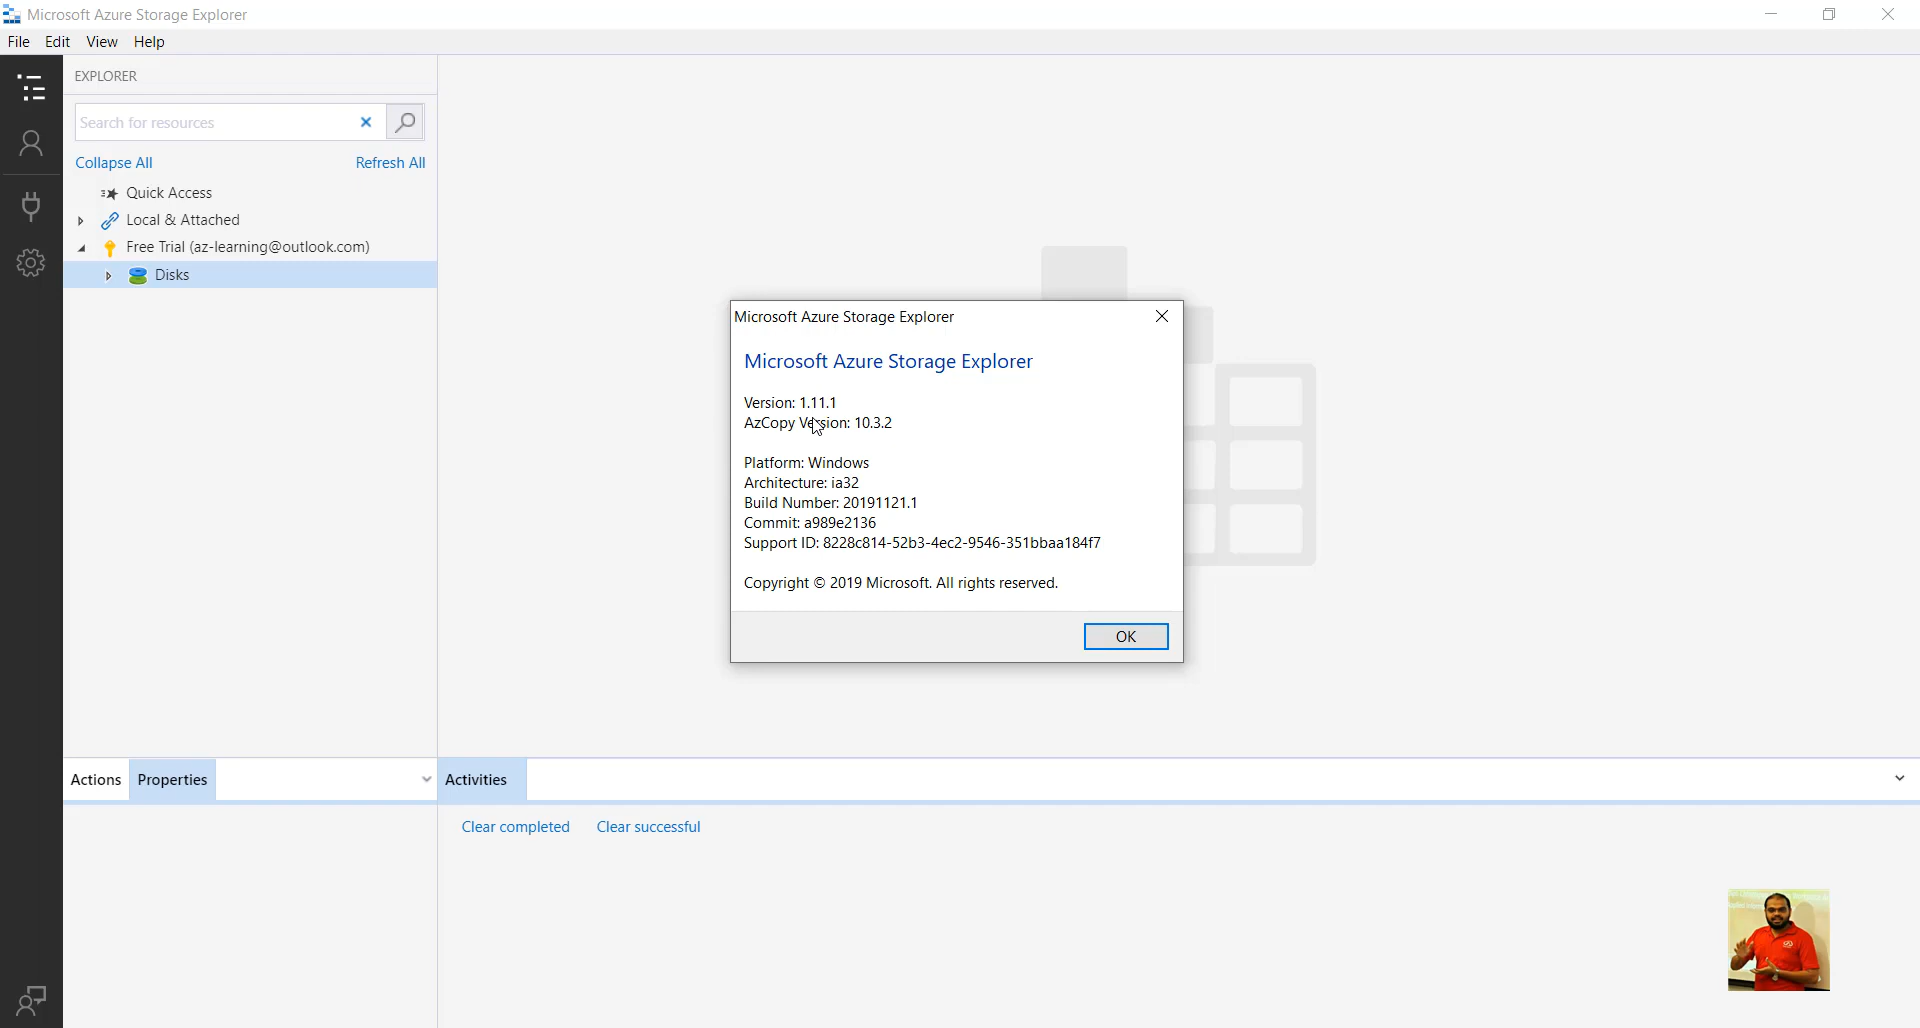 Microsoft Azure Storage Explorer
File Edit View Help
EXPLORER
Search for resources
Collapse All Refresh All
Quick Access
Local & Attached
Free Trial (az-learning@outlook.com)
Disks
Microsoft Azure Storage Explorer
Microsoft Azure Storage Explorer
Version: 1.11.1
AzCopy Version: 10.3.2
Platform: Windows
Architecture: ia32
Build Number: 20191121.1
Commit: a989e2136
Support ID: 8228c814-52b3-4ec2-9546-351bbaa184f7
Copyright © 2019 Microsoft. All rights reserved.
OK
Actions Properties
Activities
Clear completed Clear successful